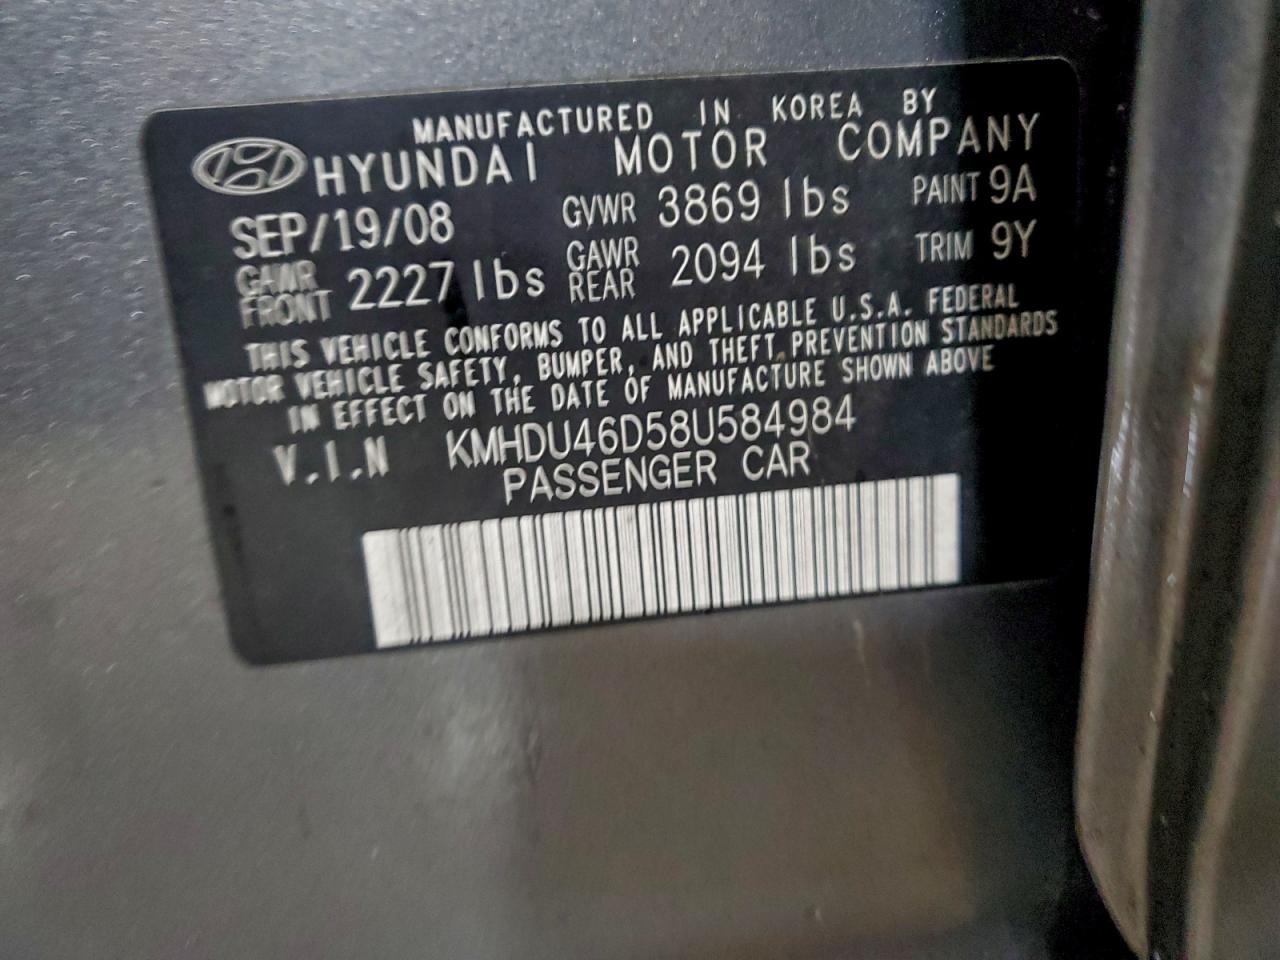 MANUFACTURED IN KOREA BY
HYUNDAI MOTOR COMPANY
SEP/19/08 GVWR 3869 lbs PAINT 9A
GAWR FRONT 2227 lbs GAWR REAR 2094 lbs TRIM 9Y
THIS VEHICLE CONFORMS TO ALL APPLICABLE U.S.A. FEDERAL
MOTOR VEHICLE SAFETY, BUMPER, AND THEFT PREVENTION STANDARDS
IN EFFECT ON THE DATE OF MANUFACTURE SHOWN ABOVE
V.I.N KMHDU46D58U584984
PASSENGER CAR